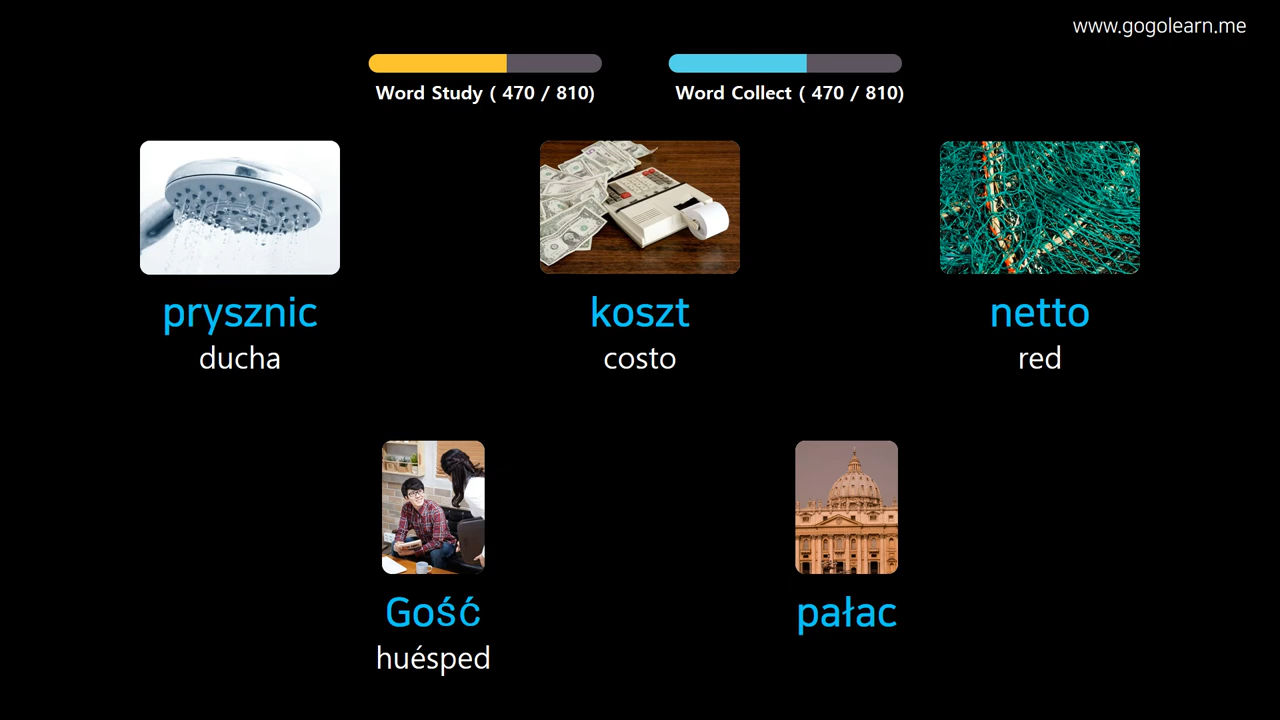 www.gogolearn.me
Word Study ( 470 / 810)
Word Collect ( 470 / 810)
prysznic
ducha
koszt
costo
netto
red
Gość
huésped
pałac